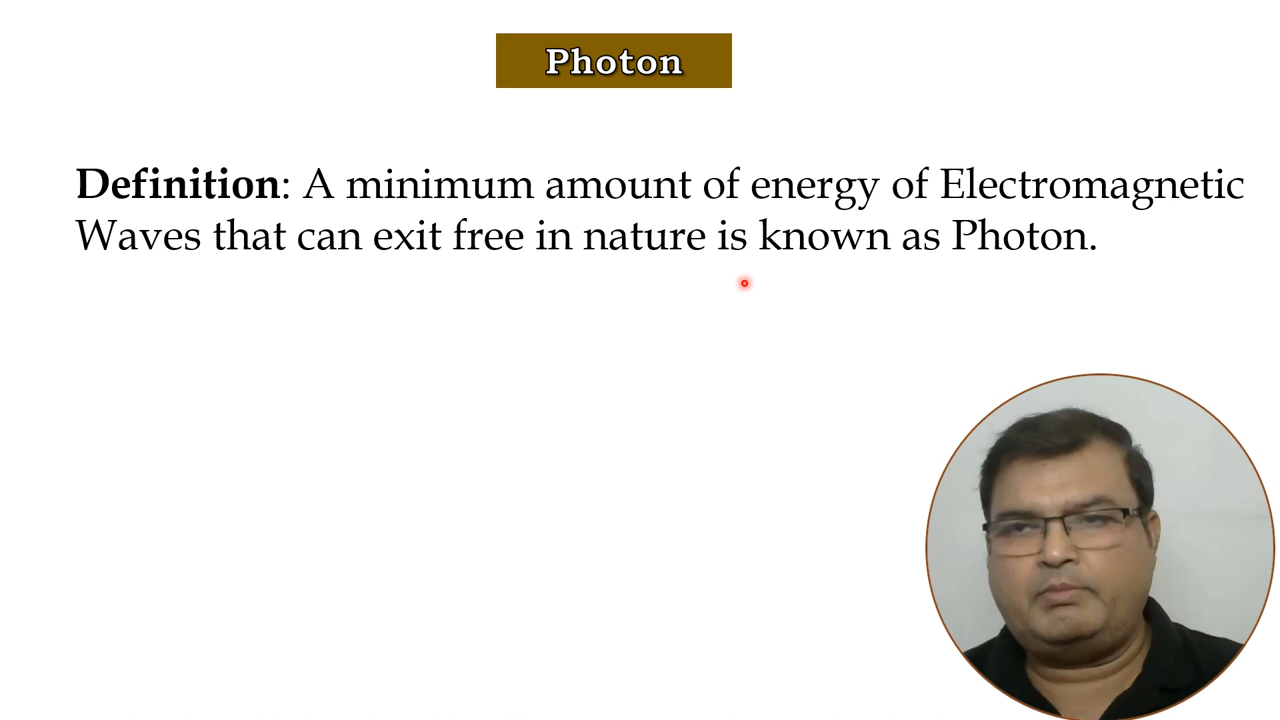 Photon
Definition: A minimum amount of energy of Electromagnetic
Waves that can exit free in nature is known as Photon.